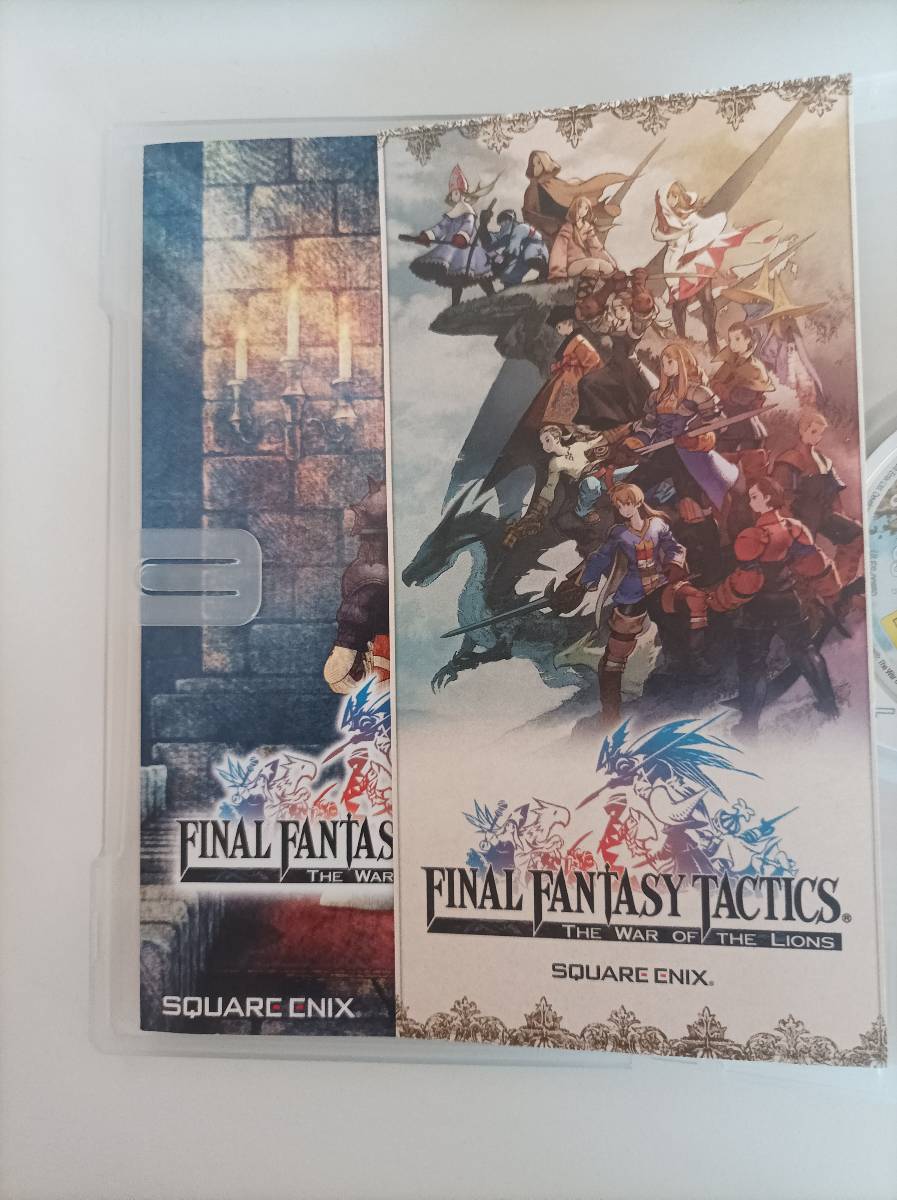 FINAL FANTAS
THE WAR
SQUARE ENIX
FINAL FANTASY TACTICS®
THE WAR OF THE LIONS
SQUARE ENIX®